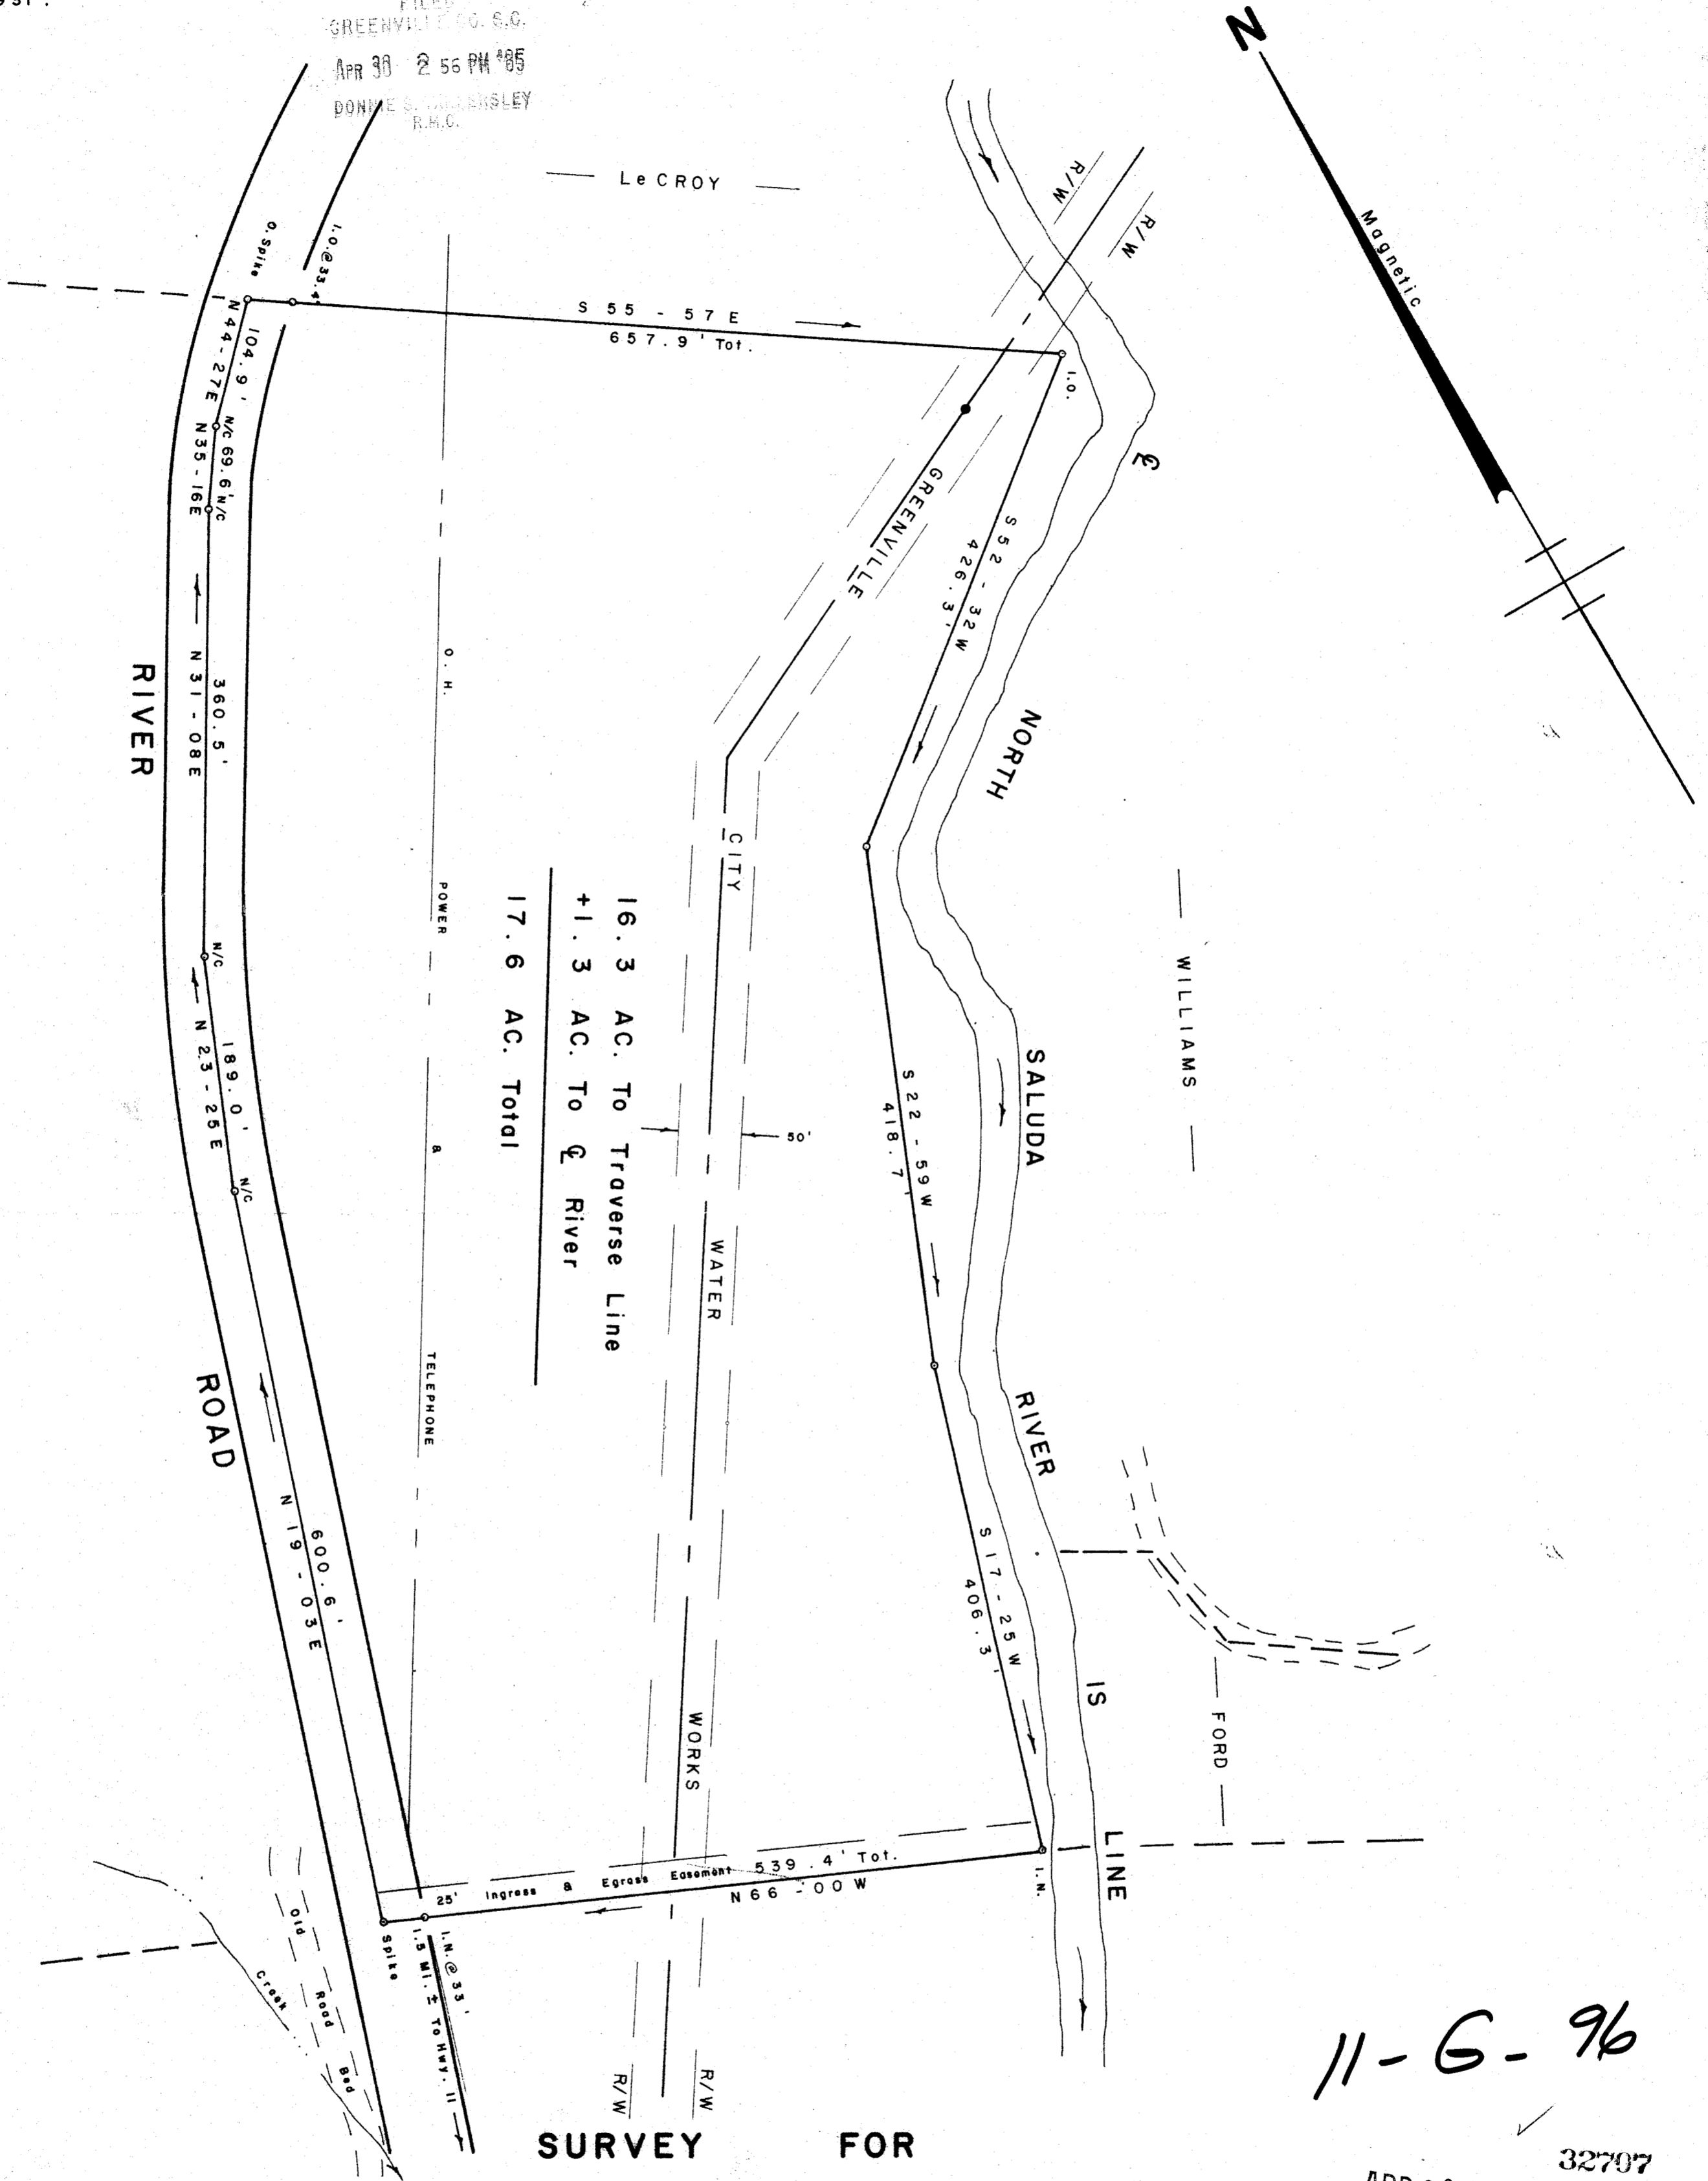 GREENVILLE CO. S.C.
APR 30 2 56 PM '85
DONNIE S.
R.M.C.
N
Magnetic
LeCROY
R/W
R/W
O.Spike
I.O.@33.4'
S 55 - 57 E
657.9' Tot.
I.O.
N 44 - 27E
104.9'
N/C
N 35 - 16E
69.6'
N/C
N 31 - 08E
360.5'
N/C
N 23 - 25E
189.0'
N/C
N 19 - 03E
600.6'
RIVER
ROAD
O.H.
POWER
&
TELEPHONE
GREENVILLE
CITY
WATER
WORKS
50'
16.3 AC. To Traverse Line
+1.3 AC. To ℄ River
17.6 AC. Total
S 52 - 32 W
426.3'
S 22 - 59 W
418.7'
S 17 - 25 W
406.3'
℄
NORTH
SALUDA
RIVER
IS
LINE
WILLIAMS
FORD
25' Ingress & Egress Easement
539.4' Tot.
N 66 - 00 W
I.N.
Spike
I.N.@ 33'
1.5 Mi. ± To Hwy. 11
Old Road Bed
Creek
R/W
R/W
SURVEY FOR
11-G-96
32707